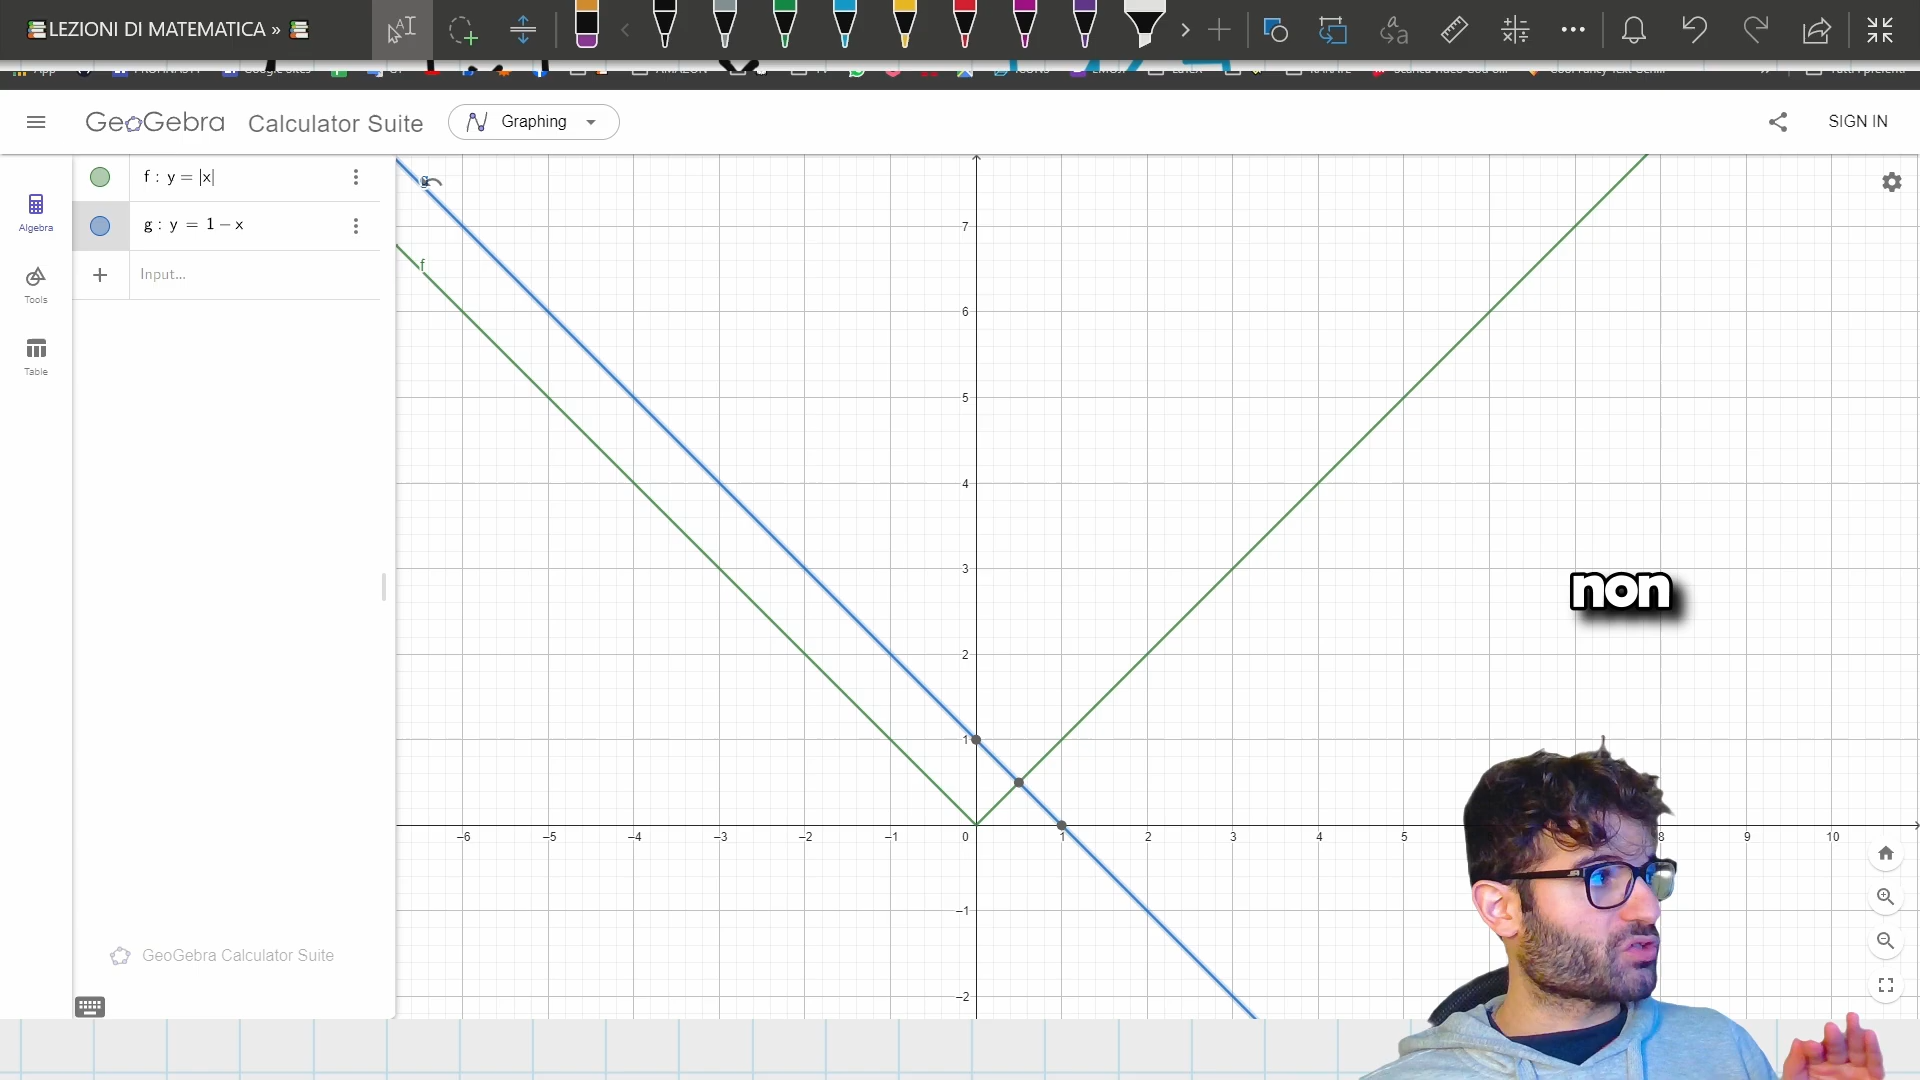 LEZIONI DI MATEMATICA »
GeoGebra Calculator Suite
Graphing
SIGN IN
f : y = |x|
g : y = 1 − x
Input...
Algebra
Tools
Table
g
f
7
6
5
4
3
2
1
−6 −5 −4 −3 −2 −1 0 1 2 3 4 5 8 9 10
−1
−2
non
GeoGebra Calculator Suite